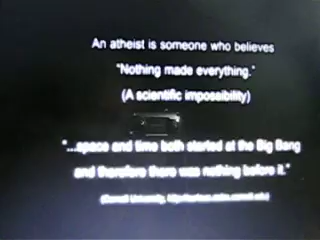 An atheist is someone who believes
"Nothing made everything."
(A scientific impossibility)
"...space and time both started at the Big Bang
and therefore there was nothing before it."
University,